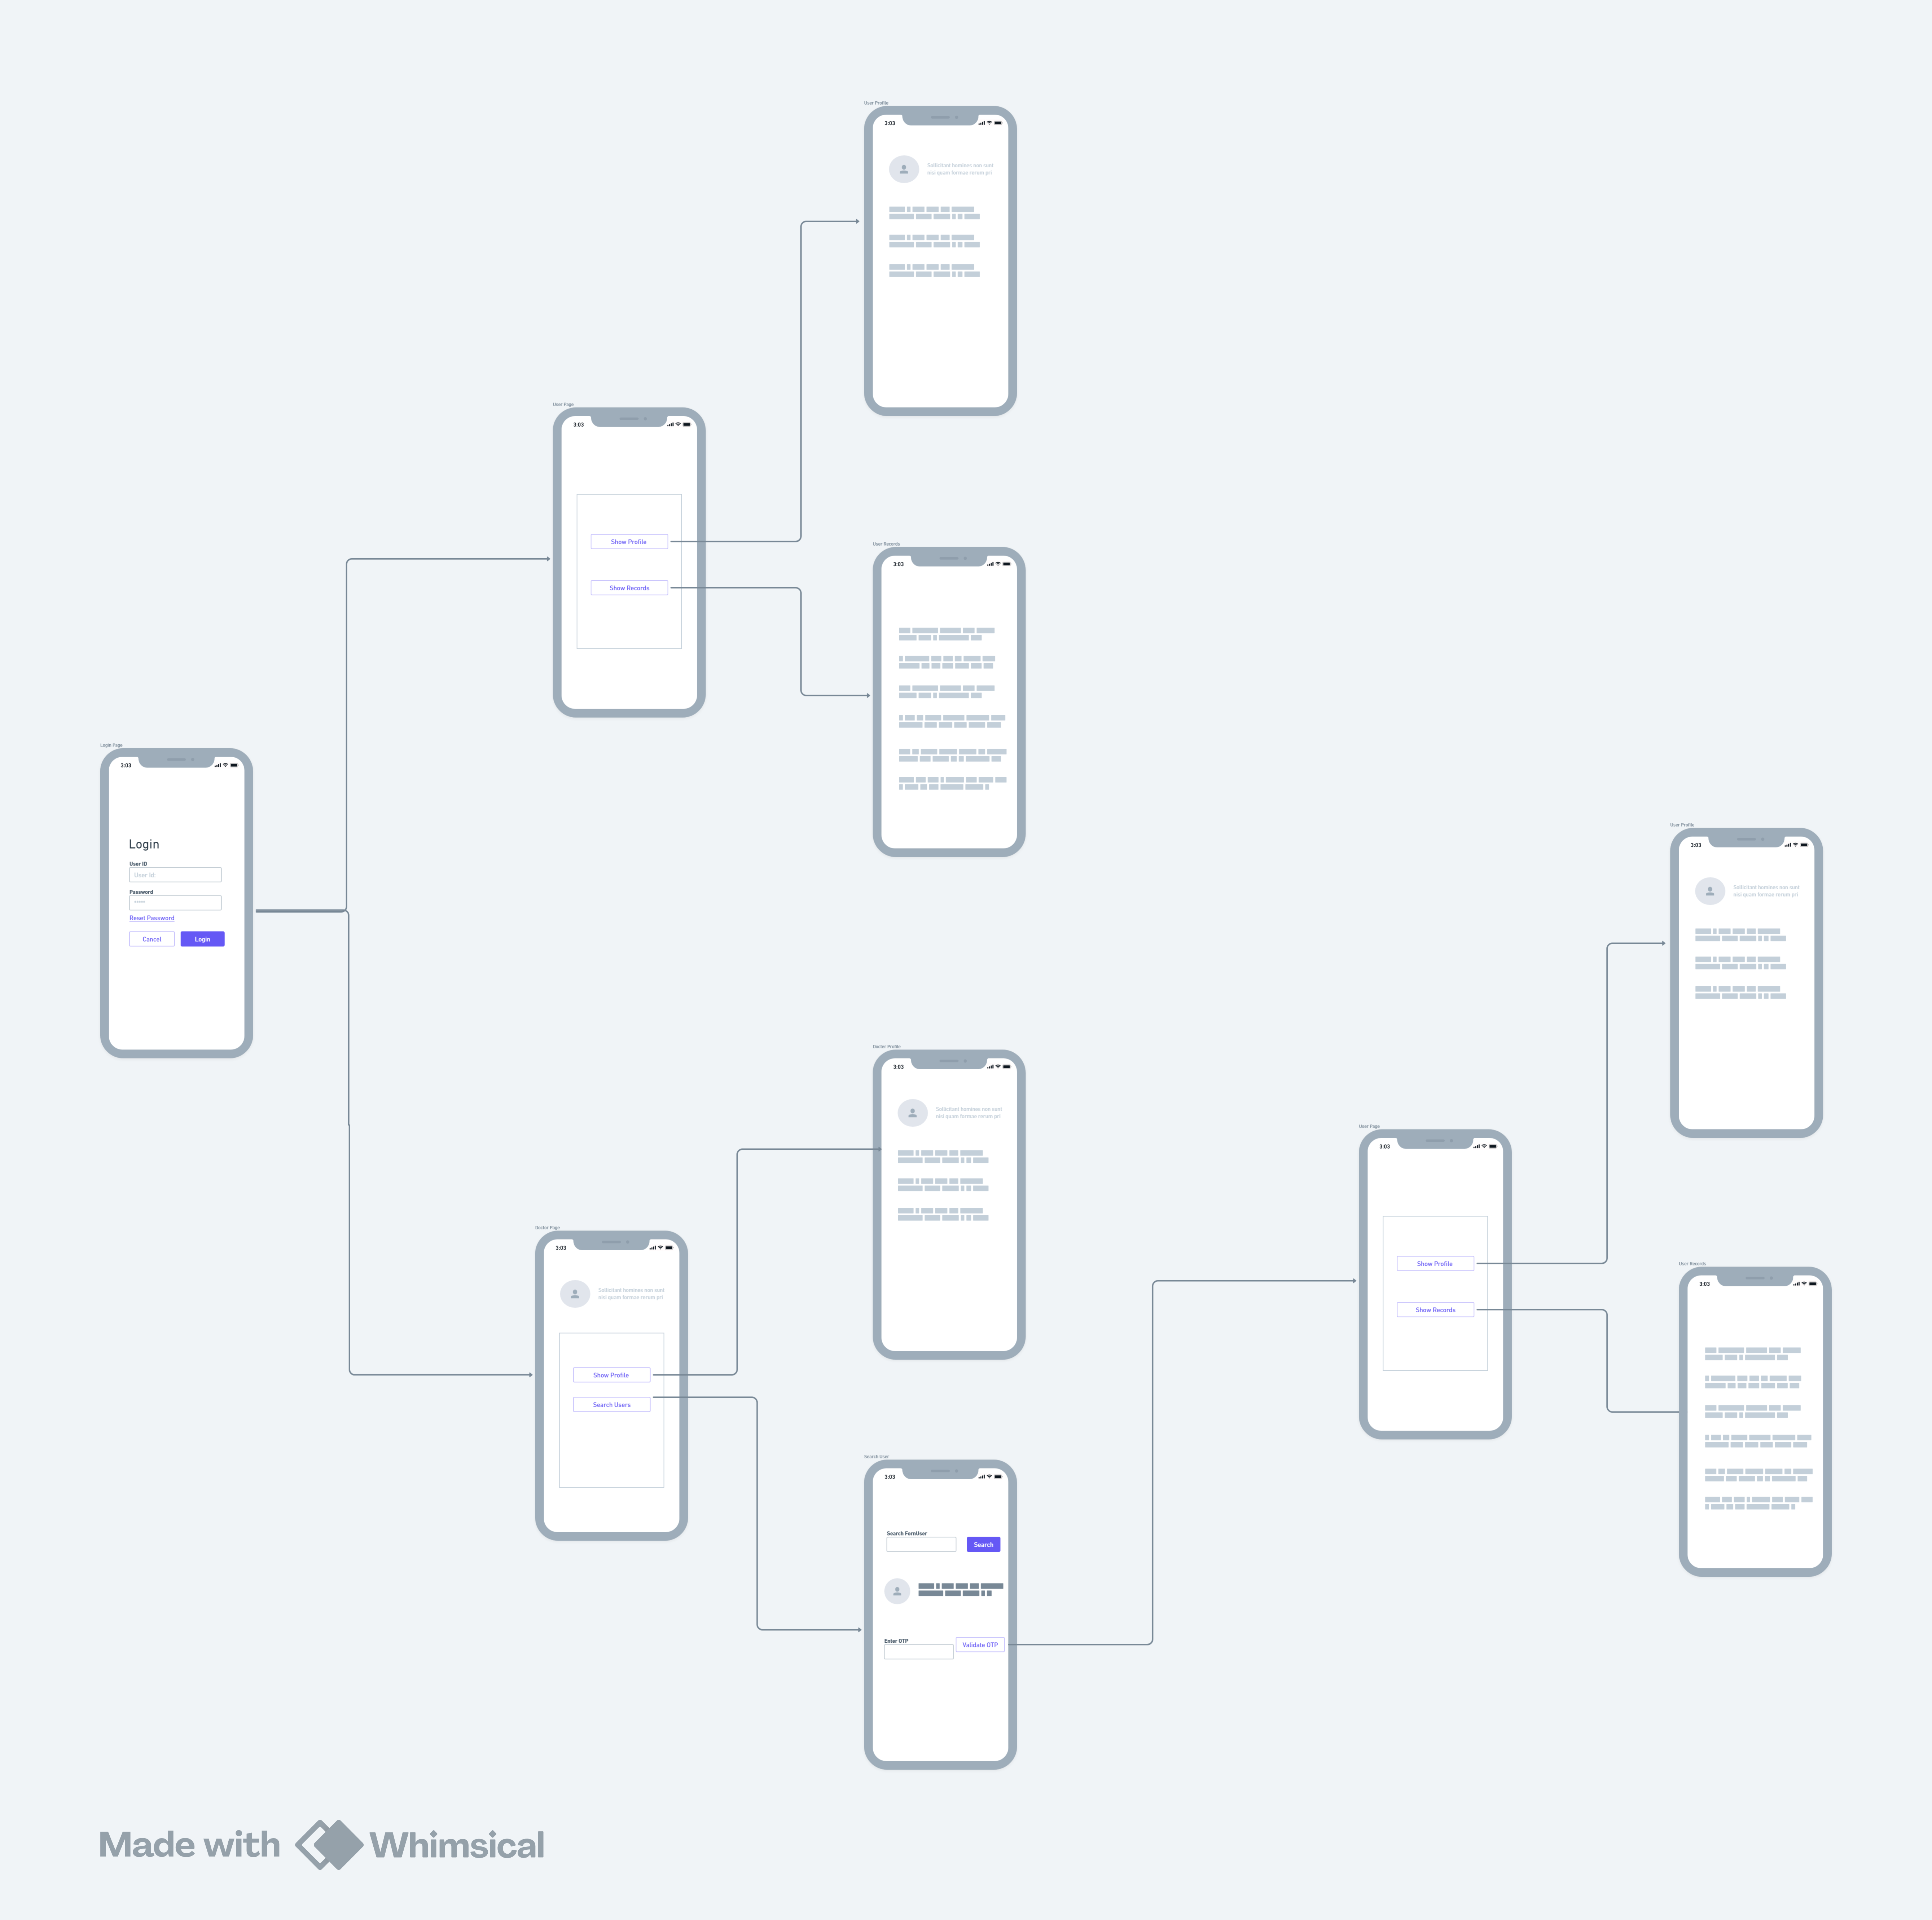 User Profile
3:03
Sollicitant homines non sunt
nisi quam formae rerum pri
User Page
3:03
Show Profile
Show Records
User Records
3:03
Login Page
3:03
Login
User ID
User Id
Password
*****
Reset Password
Cancel
Login
User Profile
3:03
Sollicitant homines non sunt
nisi quam formae rerum pri
Doctor Profile
3:03
Sollicitant homines non sunt
nisi quam formae rerum pri
User Page
3:03
Show Profile
Show Records
Doctor Page
3:03
Sollicitant homines non sunt
nisi quam formae rerum pri
Show Profile
Search Users
User Records
3:03
Search User
3:03
Search FormUser
Search
Enter OTP
Validate OTP
Made with Whimsical